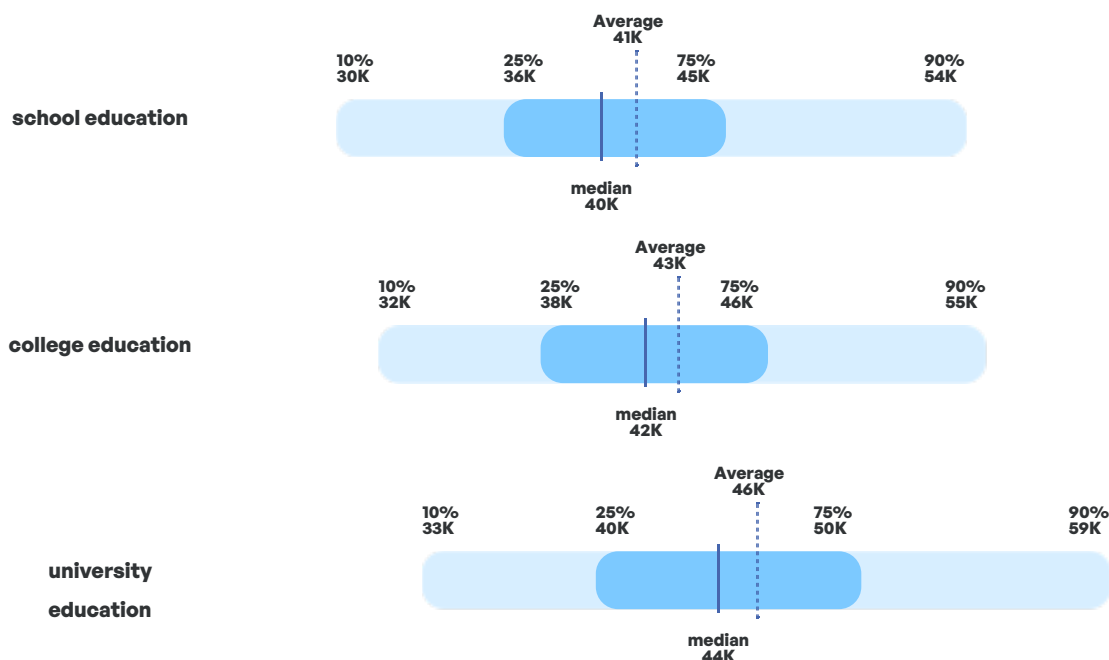 Average
41K
10%
30K
25%
36K
75%
45K
90%
54K
school education
median
40K
Average
43K
10%
32K
25%
38K
75%
46K
90%
55K
college education
median
42K
Average
46K
10%
33K
25%
40K
75%
50K
90%
59K
university
education
median
44K